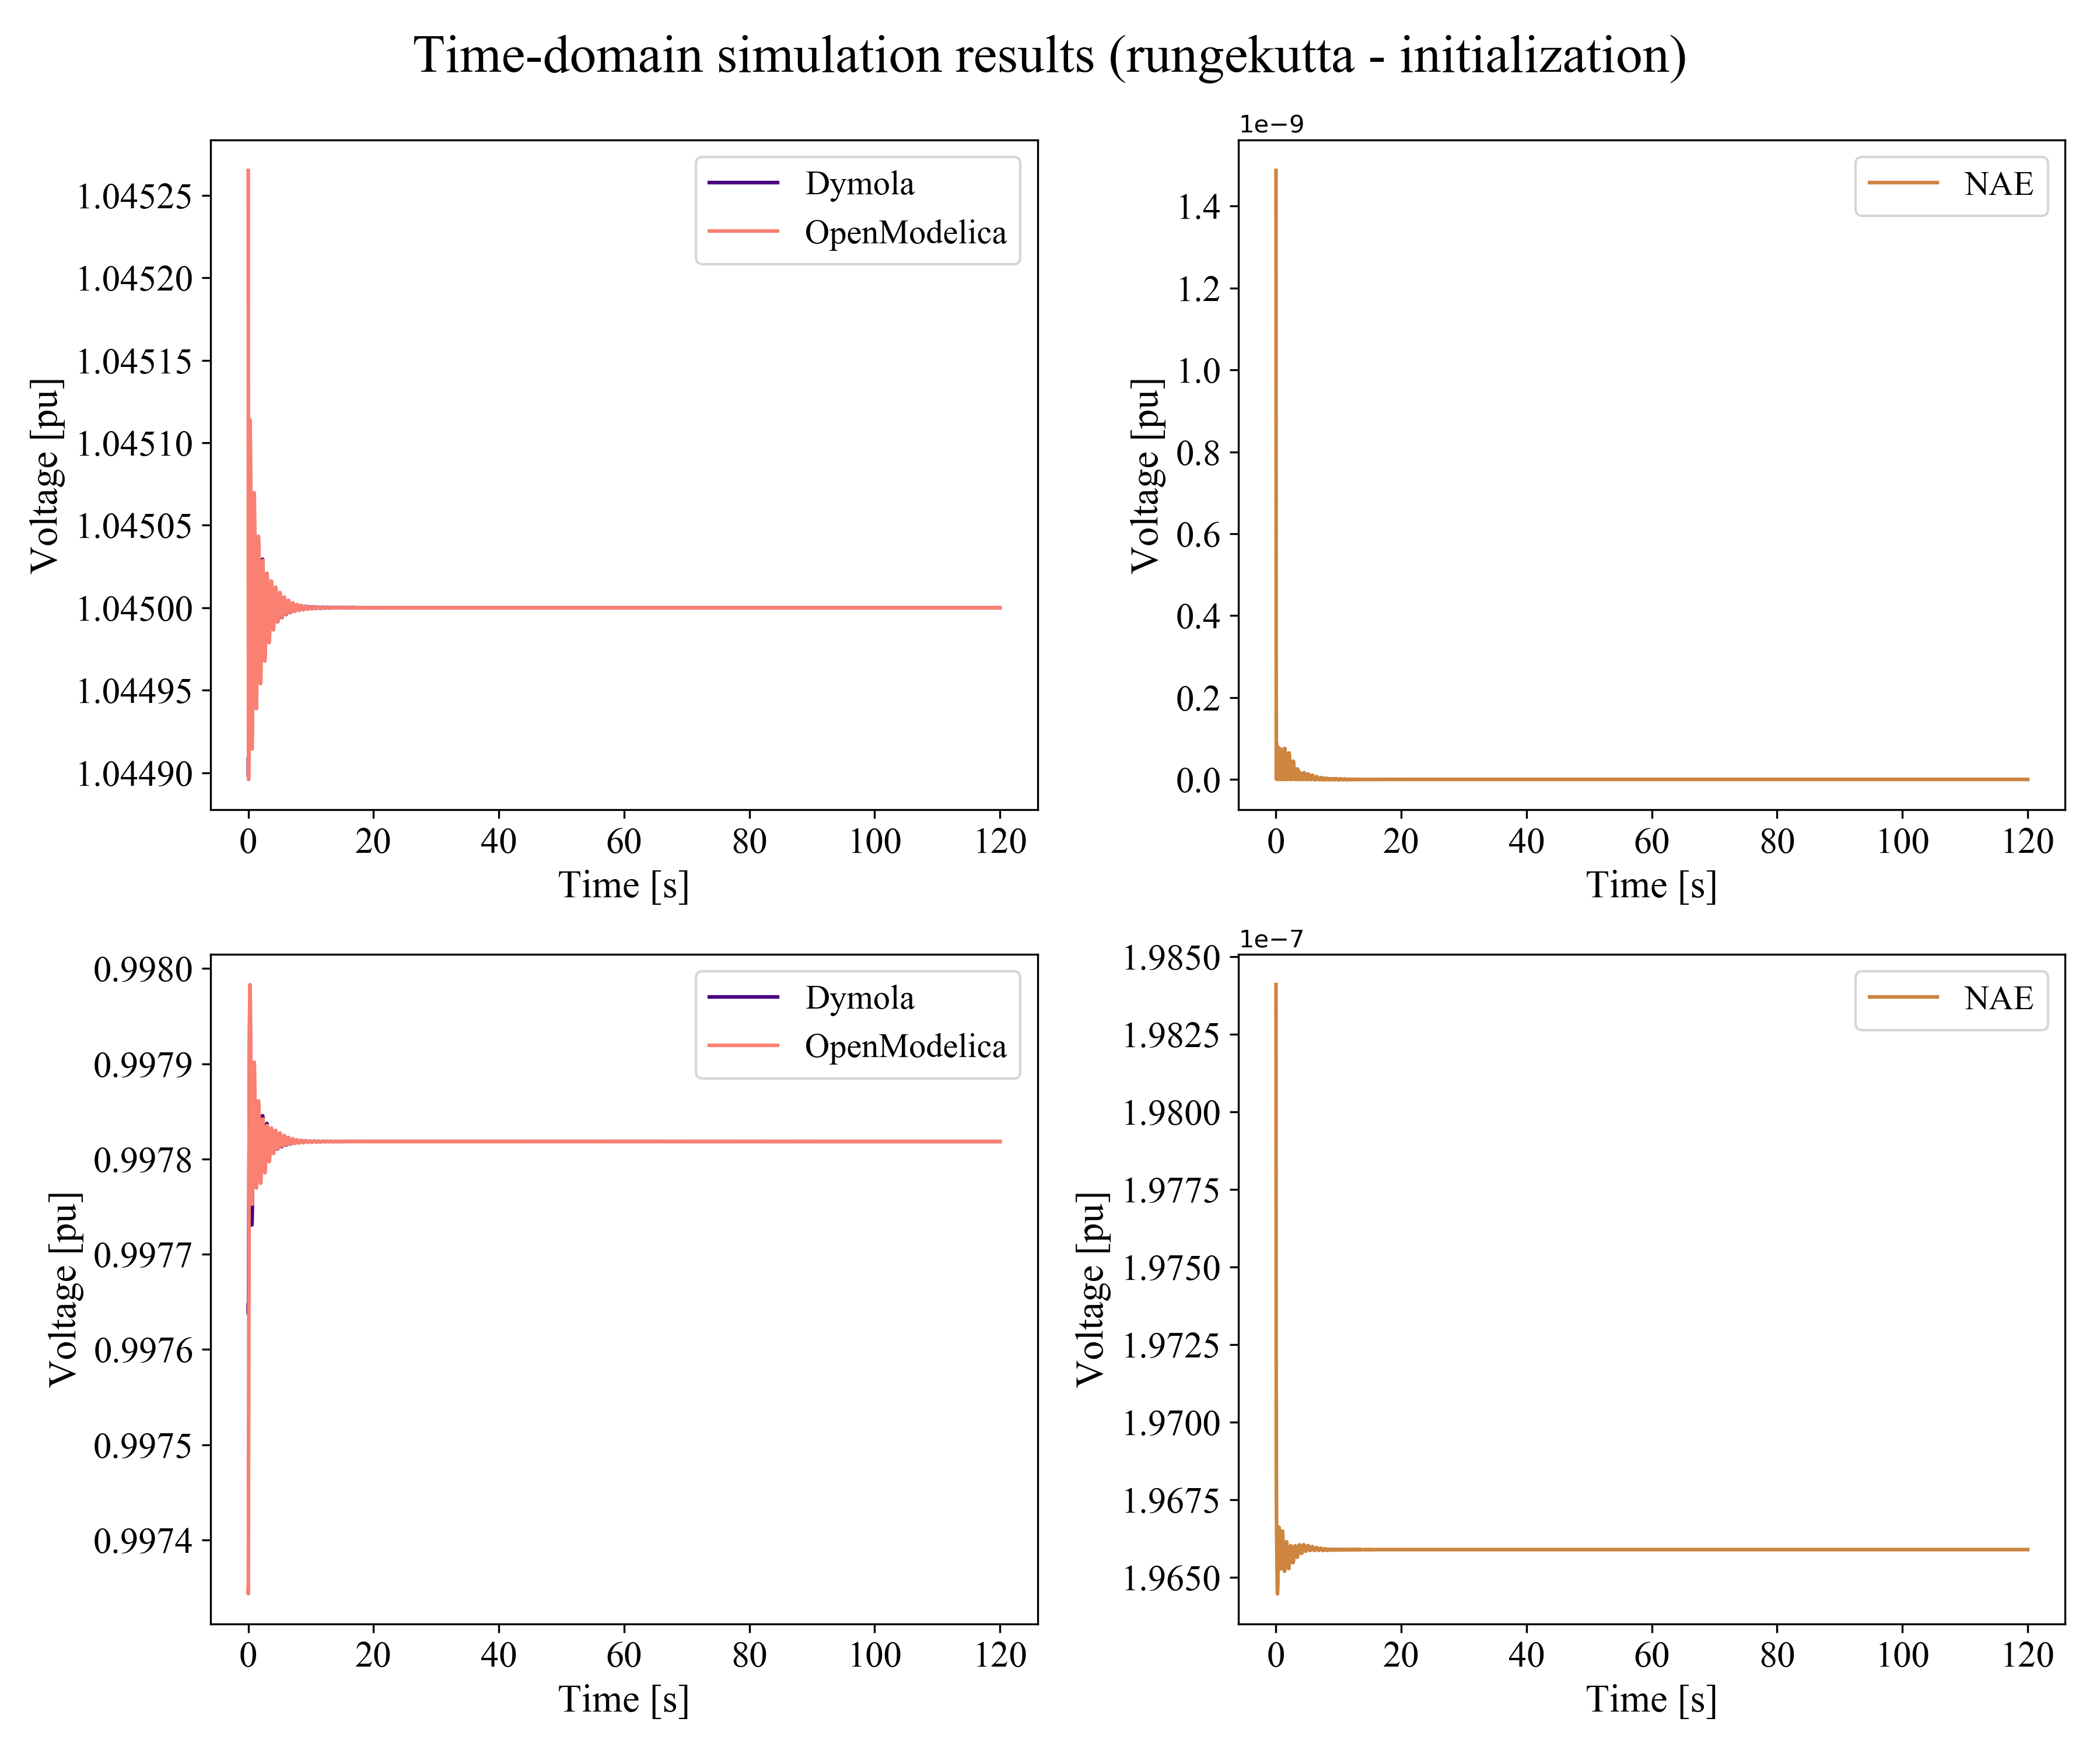 Time-domain simulation results (rungekutta - initialization)
Voltage [pu]
1.04525
1.04520
1.04515
1.04510
1.04505
1.04500
1.04495
1.04490
Dymola
OpenModelica
0 20 40 60 80 100 120
Time [s]
1e−9
Voltage [pu]
1.4
1.2
1.0
0.8
0.6
0.4
0.2
0.0
NAE
0 20 40 60 80 100 120
Time [s]
Voltage [pu]
0.9980
0.9979
0.9978
0.9977
0.9976
0.9975
0.9974
Dymola
OpenModelica
0 20 40 60 80 100 120
Time [s]
1e−7
Voltage [pu]
1.9850
1.9825
1.9800
1.9775
1.9750
1.9725
1.9700
1.9675
1.9650
NAE
0 20 40 60 80 100 120
Time [s]